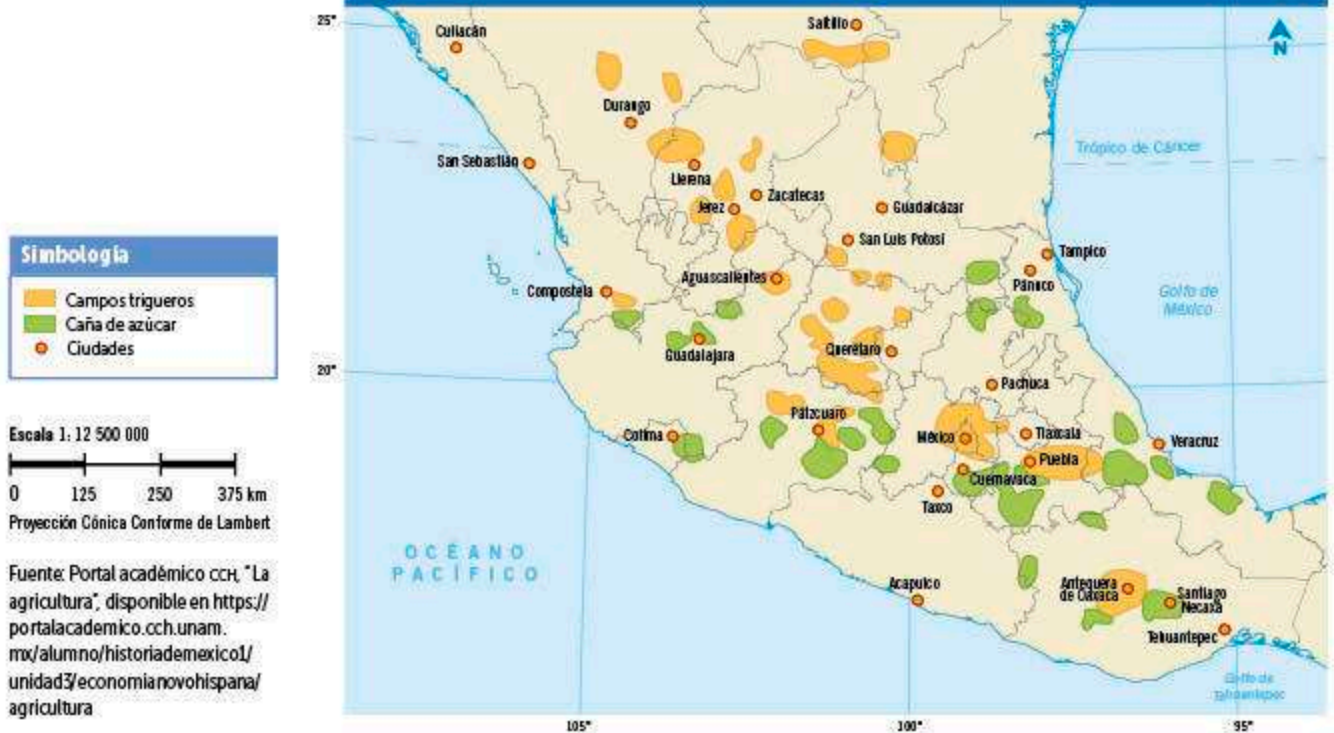 Simbología
Campos trigueros
Caña de azúcar
Ciudades
Escala 1: 12 500 000
0 125 250 375 km
Proyección Cónica Conforme de Lambert
Fuente: Portal académico CCH, "La
agricultura", disponible en https://
portalacademico.cch.unam.
mx/alumno/historiademexico1/
unidad3/economianovohispana/
agricultura
25°
20°
105°
100°
95°
N
Culiacán
Saltillo
Durango
San Sebastián
Llerena
Trópico de Cáncer
Jerez
Zacatecas
Guadalcázar
San Luis Potosí
Tampico
Aguascalientes
Pánuco
Compostela
Golfo de
México
Guadalajara
Querétaro
Pachuca
Pátzcuaro
Colima
México
Tlaxcala
Veracruz
Puebla
Cuernavaca
Taxco
OCÉANO
PACÍFICO
Acapulco
Antequera
de Oaxaca
Santiago
Necaxa
Tehuantepec
Golfo de
Tehuantepec